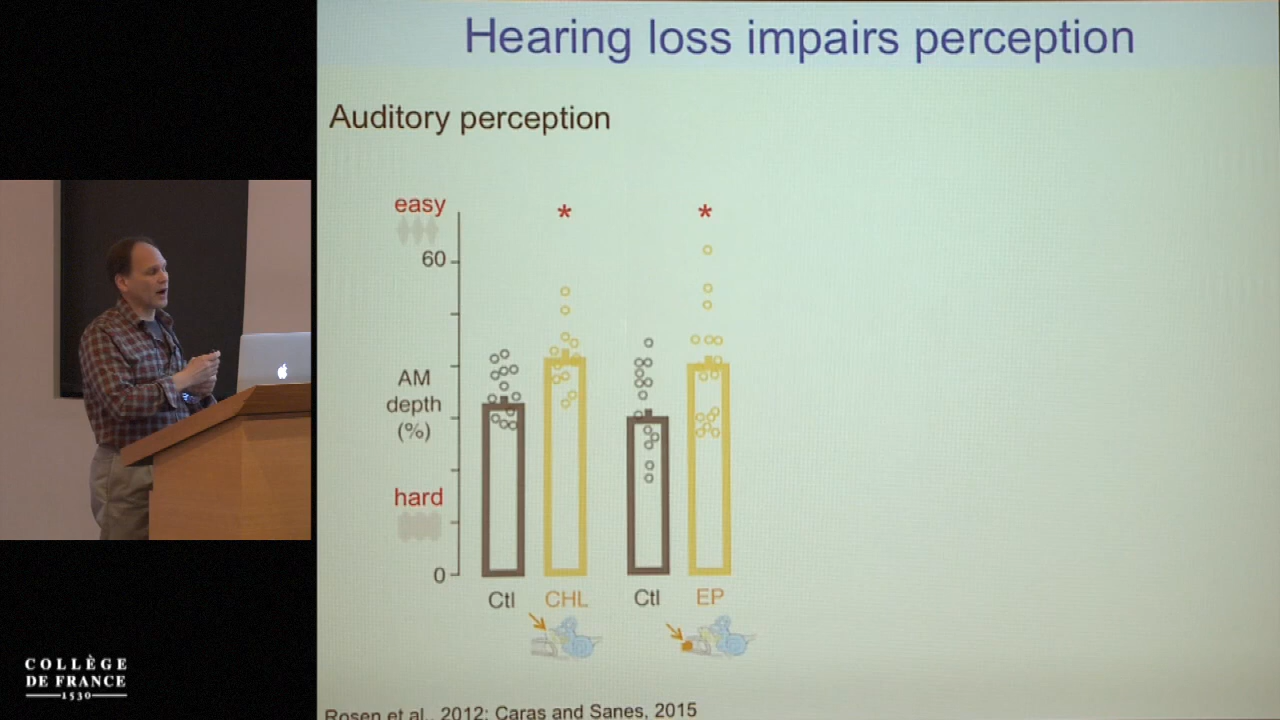 Hearing loss impairs perception
Auditory perception
easy
* *
60
AM
depth
(%)
hard
0
Ctl CHL Ctl EP
Rosen et al., 2012; Caras and Sanes, 2015
COLLÈGE
DE FRANCE
1530